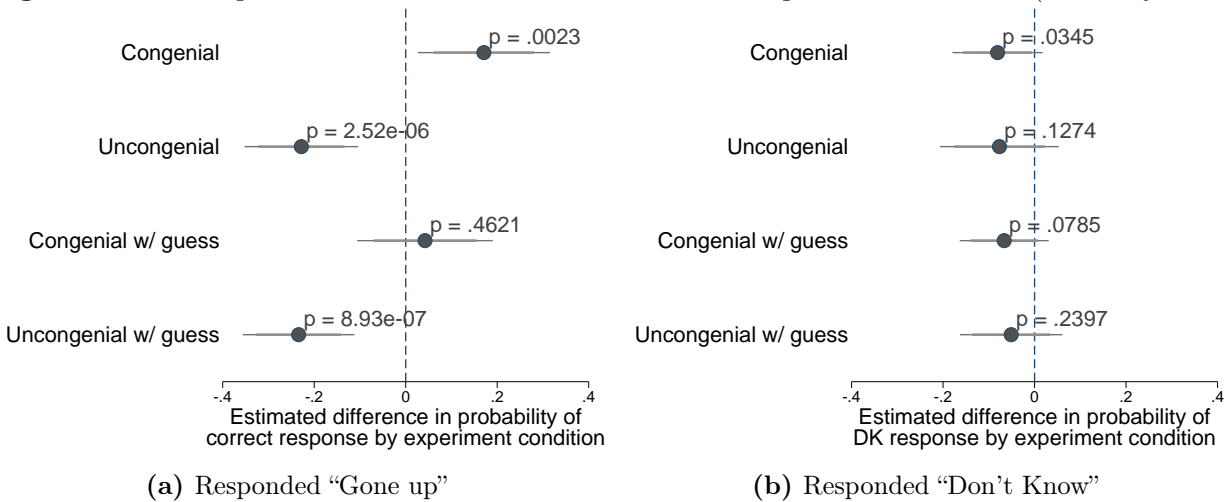 Congenial
p = .0023
Uncongenial
p = 2.52e-06
Congenial w/ guess
p = .4621
Uncongenial w/ guess
p = 8.93e-07
-.4 -.2 0 .2 .4
Estimated difference in probability of
correct response by experiment condition
(a) Responded “Gone up”
Congenial
p = .0345
Uncongenial
p = .1274
Congenial w/ guess
p = .0785
Uncongenial w/ guess
p = .2397
-.4 -.2 0 .2 .4
Estimated difference in probability of
DK response by experiment condition
(b) Responded “Don’t Know”